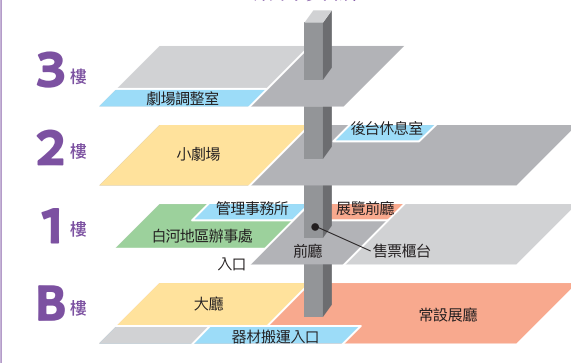 3樓
劇場調整室
2樓
後台休息室
小劇場
1樓
管理事務所
展覽前廳
白河地區辦事處
前廳
售票櫃台
入口
B樓
大廳
常設展廳
器材搬運入口